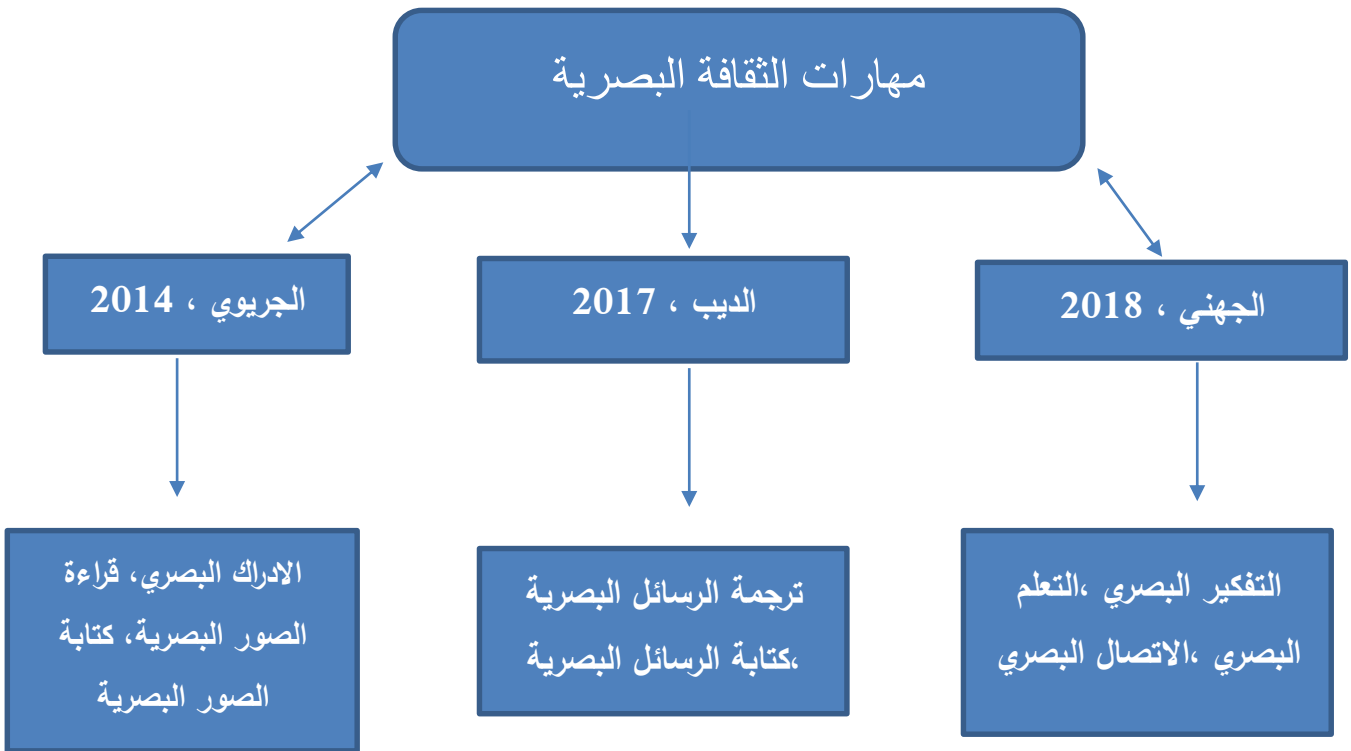 مهارات الثقافة البصرية
الجهني ، 2018
الديب ، 2017
الجريوي ، 2014
التفكير البصري ،التعلم
البصري ،الاتصال البصري
ترجمة الرسائل البصرية
،كتابة الرسائل البصرية
الادراك البصري، قراءة
الصور البصرية، كتابة
الصور البصرية